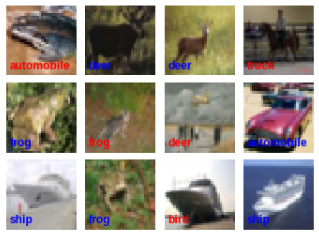 automobile
deer
deer
truck
frog
frog
deer
automobile
ship
frog
bird
ship